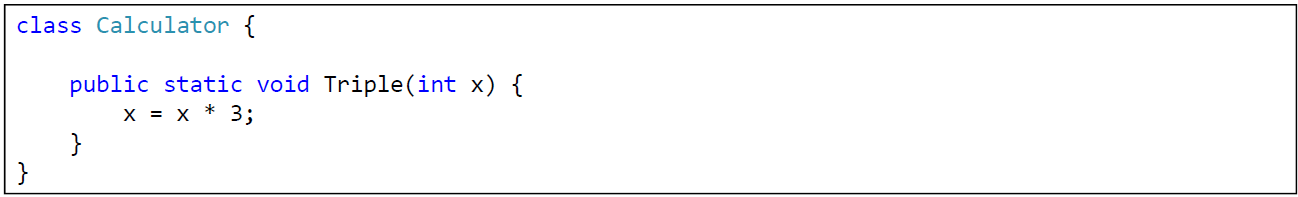 class Calculator {
    public static void Triple(int x) {
        x = x * 3;
    }
}